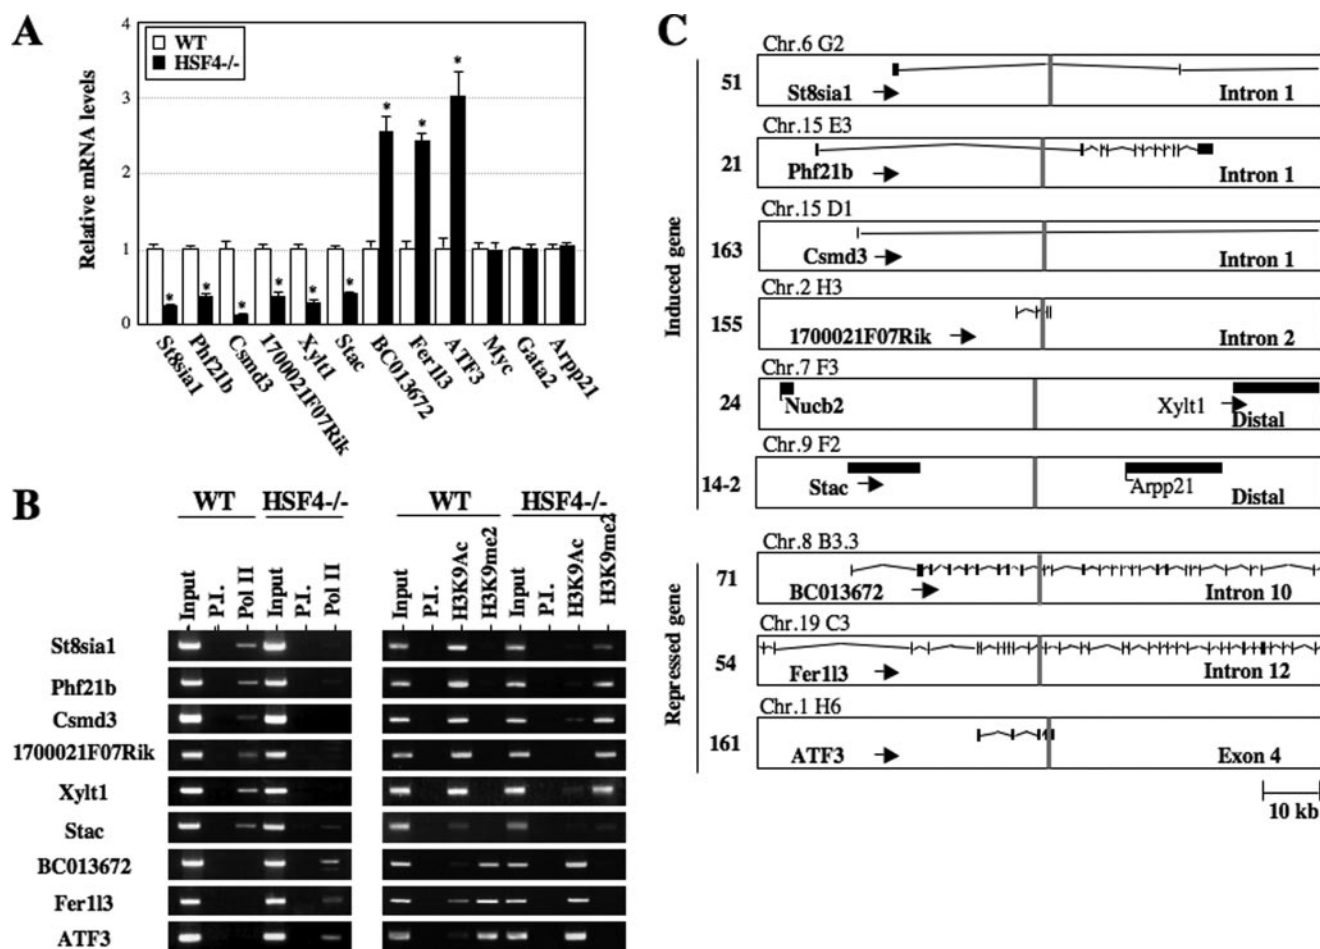 A
4
3
2
1
0
Relative mRNA levels
WT
HSF4-/-
* * * * * * * * *
St8sia1
Phf21b
Csmd3
1700021F07Rik
Xylt1
Stac
BC013672
Fer1l3
ATF3
Myc
Gata2
Arpp21
B
WT HSF4-/- WT HSF4-/-
Input P.I. Pol II Input P.I. Pol II Input P.I. H3K9Ac H3K9me2 Input P.I. H3K9Ac H3K9me2
St8sia1
Phf21b
Csmd3
1700021F07Rik
Xylt1
Stac
BC013672
Fer1l3
ATF3
C
Induced gene
Chr.6 G2
51
St8sia1 Intron 1
Chr.15 E3
21
Phf21b Intron 1
Chr.15 D1
163
Csmd3 Intron 1
Chr.2 H3
155
1700021F07Rik Intron 2
Chr.7 F3
24
Nucb2 Xylt1
Distal
Chr.9 F2
14-2
Stac Arpp21
Distal
Repressed gene
Chr.8 B3.3
71
BC013672 Intron 10
Chr.19 C3
54
Fer1l3 Intron 12
Chr.1 H6
161
ATF3 Exon 4
10 kb